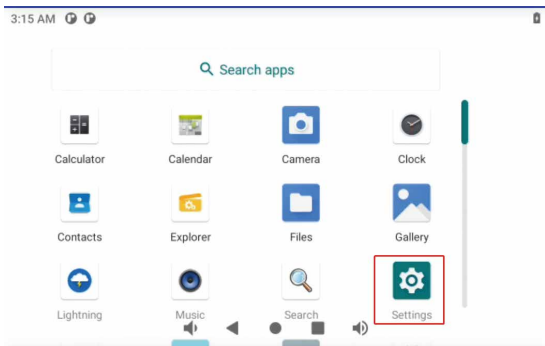 3:15 AM
Search apps
Calculator Calendar Camera Clock
Contacts Explorer Files Gallery
Lightning Music Search Settings